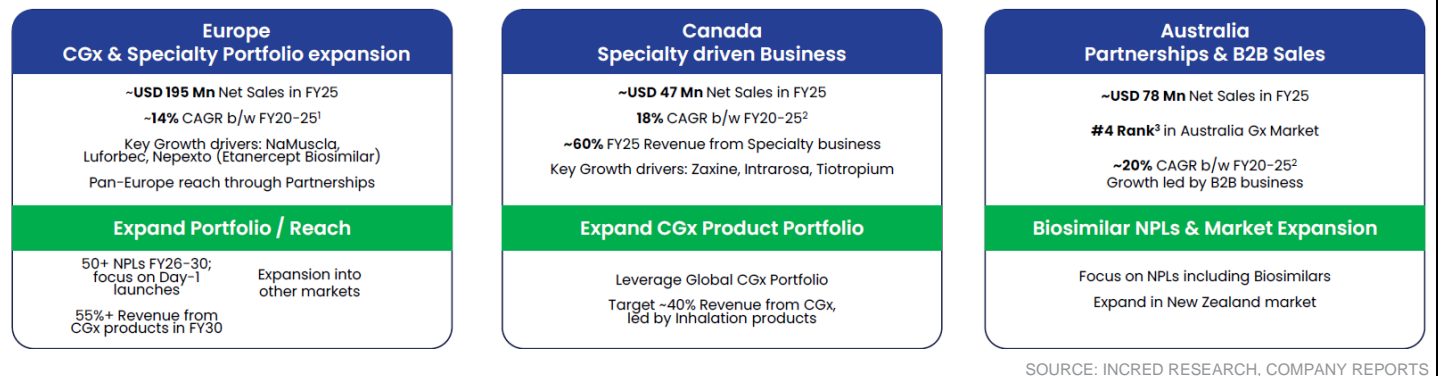 Europe
CGx & Specialty Portfolio expansion
~USD 195 Mn Net Sales in FY25
~14% CAGR b/w FY20-25¹
Key Growth drivers: NaMuscla,
Luforbec, Nepexto (Etanercept Biosimilar)
Pan-Europe reach through Partnerships
Expand Portfolio / Reach
50+ NPLs FY26-30;
focus on Day-1
launches
55%+ Revenue from
CGx products in FY30
Expansion into
other markets
Canada
Specialty driven Business
~USD 47 Mn Net Sales in FY25
18% CAGR b/w FY20-25²
~60% FY25 Revenue from Specialty business
Key Growth drivers: Zaxine, Intrarosa, Tiotropium
Expand CGx Product Portfolio
Leverage Global CGx Portfolio
Target ~40% Revenue from CGx,
led by Inhalation products
Australia
Partnerships & B2B Sales
~USD 78 Mn Net Sales in FY25
#4 Rank³ in Australia Gx Market
~20% CAGR b/w FY20-25²
Growth led by B2B business
Biosimilar NPLs & Market Expansion
Focus on NPLs including Biosimilars
Expand in New Zealand market
SOURCE: INCRED RESEARCH, COMPANY REPORTS